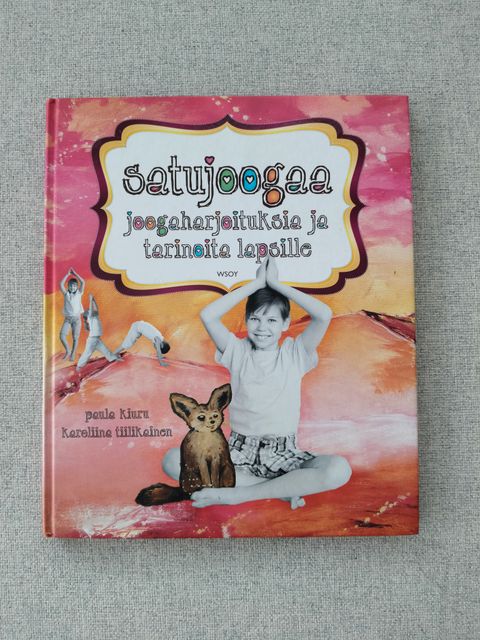 satujoogaa
joogaharjoituksia ja
tarinoita lapsille
WSOY
paula kiuru
karoliina tiilikainen